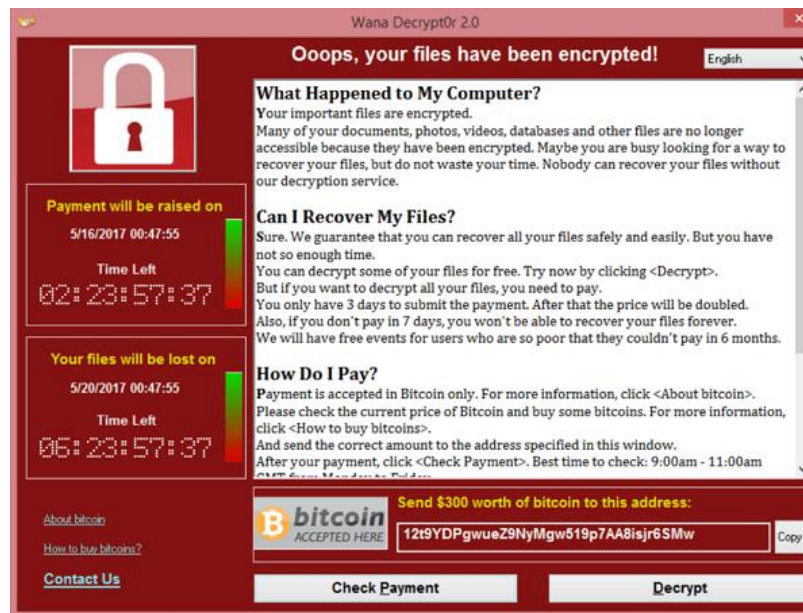 Wana Decrypt0r 2.0
Ooops, your files have been encrypted!
English
Payment will be raised on
5/16/2017 00:47:55
Time Left
02:23:57:37
Your files will be lost on
5/20/2017 00:47:55
Time Left
06:23:57:37
About bitcoin
How to buy bitcoins?
Contact Us
What Happened to My Computer?
Your important files are encrypted.
Many of your documents, photos, videos, databases and other files are no longer
accessible because they have been encrypted. Maybe you are busy looking for a way to
recover your files, but do not waste your time. Nobody can recover your files without
our decryption service.
Can I Recover My Files?
Sure. We guarantee that you can recover all your files safely and easily. But you have
not so enough time.
You can decrypt some of your files for free. Try now by clicking <Decrypt>.
But if you want to decrypt all your files, you need to pay.
You only have 3 days to submit the payment. After that the price will be doubled.
Also, if you don't pay in 7 days, you won't be able to recover your files forever.
We will have free events for users who are so poor that they couldn't pay in 6 months.
How Do I Pay?
Payment is accepted in Bitcoin only. For more information, click <About bitcoin>.
Please check the current price of Bitcoin and buy some bitcoins. For more information,
click <How to buy bitcoins>.
And send the correct amount to the address specified in this window.
After your payment, click <Check Payment>. Best time to check: 9:00am - 11:00am
GMT from Monday to Friday
bitcoin
ACCEPTED HERE
Send $300 worth of bitcoin to this address:
12t9YDPgwueZ9NyMgw519p7AA8isjr6SMw
Copy
Check Payment
Decrypt